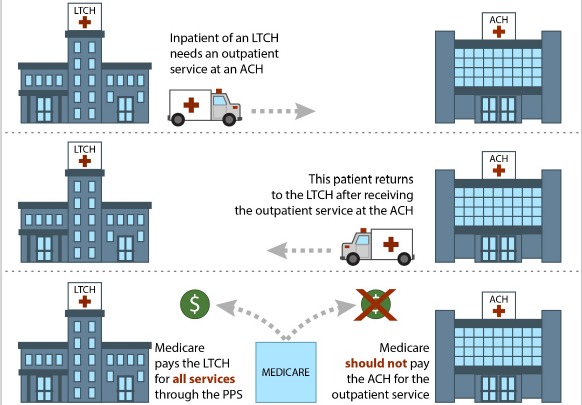 LTCH
Inpatient of an LTCH
needs an outpatient
service at an ACH
ACH
LTCH
This patient returns
to the LTCH after receiving
the outpatient service at the ACH
ACH
LTCH
$
$
ACH
Medicare
pays the LTCH
for all services
through the PPS
MEDICARE
Medicare
should not pay
the ACH for the
outpatient service